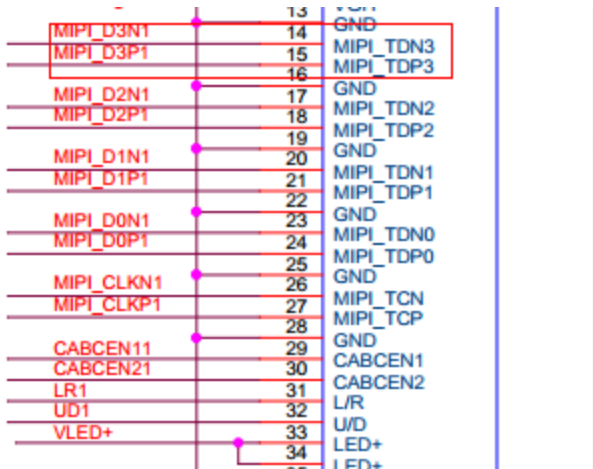 13 VGH
GND
MIPI_D3N1 14 MIPI_TDN3
MIPI_D3P1 15 MIPI_TDP3
16 GND
MIPI_D2N1 17 MIPI_TDN2
MIPI_D2P1 18 MIPI_TDP2
19 GND
MIPI_D1N1 20 MIPI_TDN1
MIPI_D1P1 21 MIPI_TDP1
22 GND
MIPI_D0N1 23 MIPI_TDN0
MIPI_D0P1 24 MIPI_TDP0
25 GND
MIPI_CLKN1 26 MIPI_TCN
MIPI_CLKP1 27 MIPI_TCP
28 GND
CABCEN11 29 CABCEN1
CABCEN21 30 CABCEN2
LR1 31 L/R
UD1 32 U/D
VLED+ 33 LED+
34 LED+